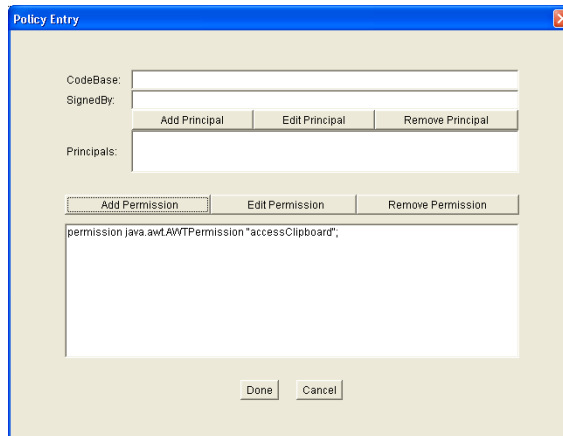 Policy Entry
CodeBase:
SignedBy:
Add Principal Edit Principal Remove Principal
Principals:
Add Permission Edit Permission Remove Permission
permission java.awt.AWTPermission "accessClipboard";
Done Cancel